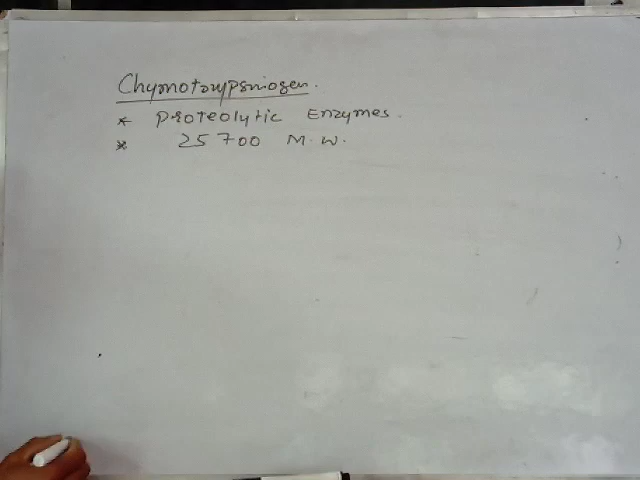 Chymotrypsinogen.
* Proteolytic Enzymes.
* 25700 M.W.